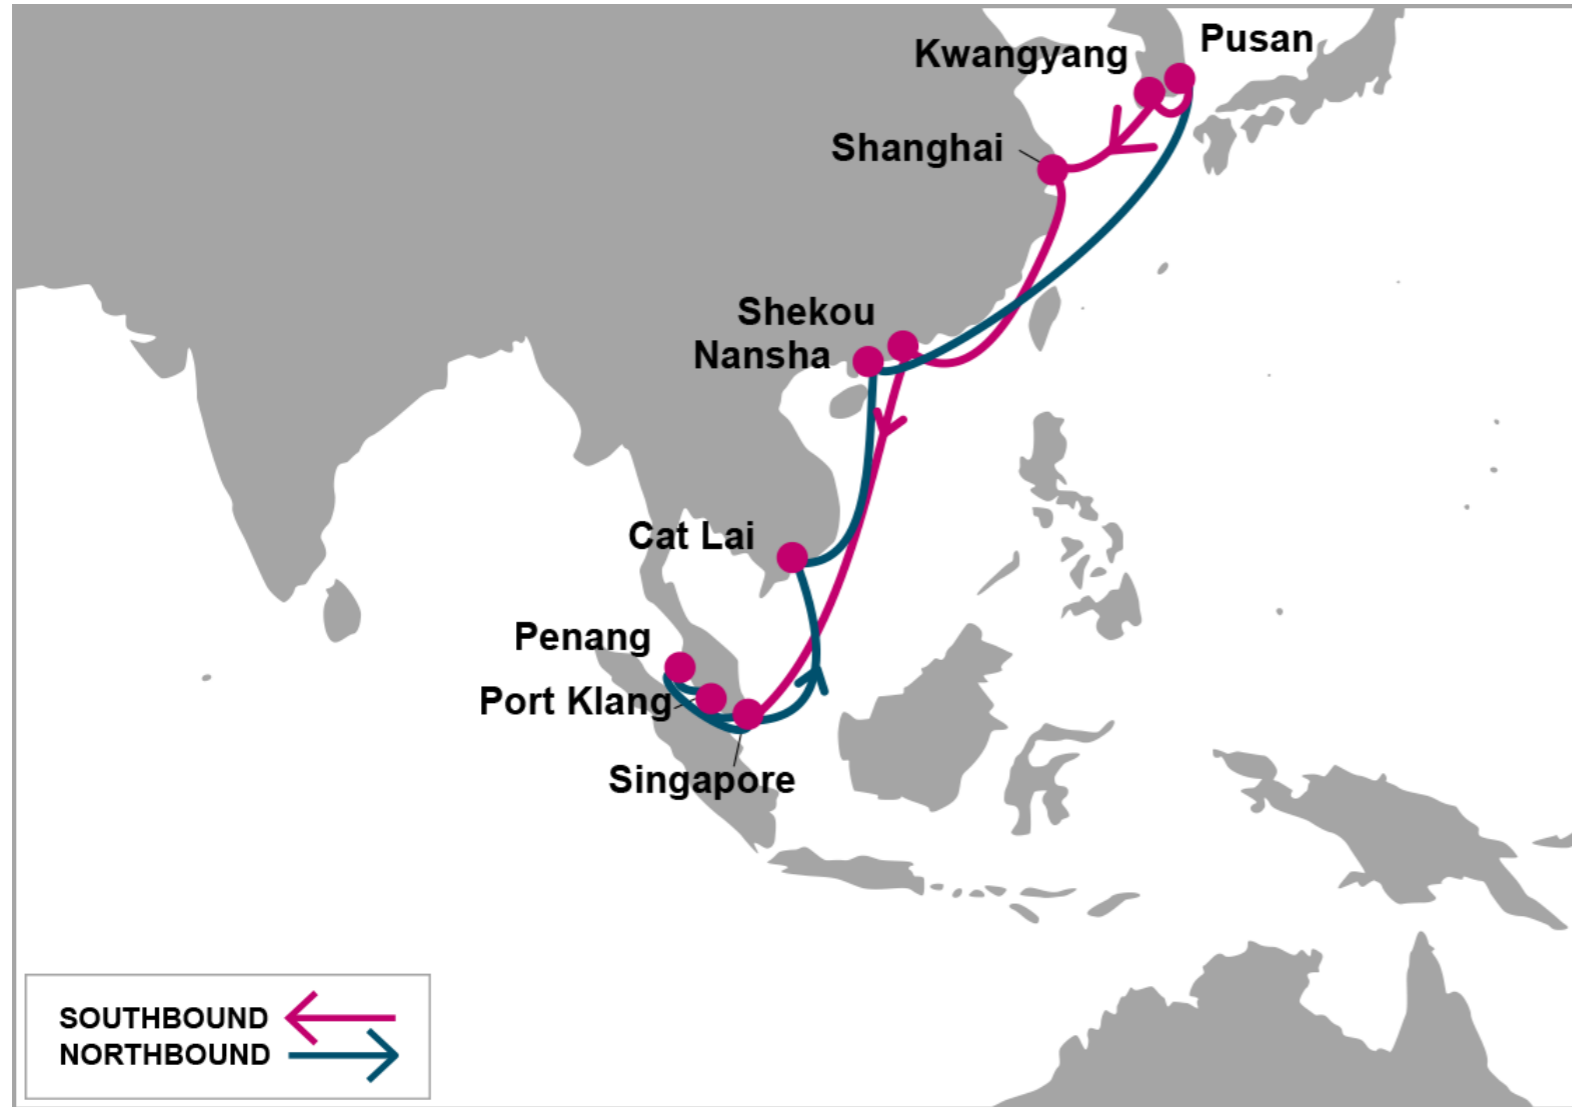 Pusan
Kwangyang
Shanghai
Shekou
Nansha
Cat Lai
Penang
Port Klang
Singapore
SOUTHBOUND
NORTHBOUND